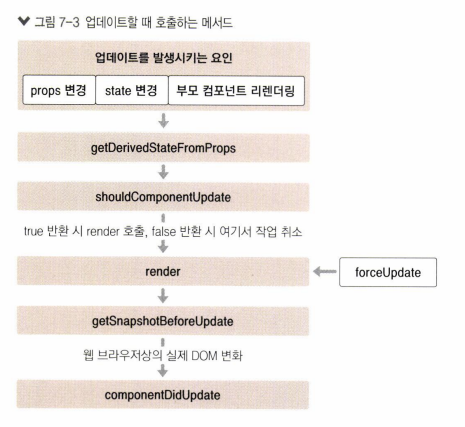 그림 7-3 업데이트할 때 호출하는 메서드
업데이트를 발생시키는 요인
props 변경
state 변경
부모 컴포넌트 리렌더링
getDerivedStateFromProps
shouldComponentUpdate
true 반환 시 render 호출, false 반환 시 여기서 작업 취소
render
forceUpdate
getSnapshotBeforeUpdate
웹 브라우저상의 실제 DOM 변화
componentDidUpdate